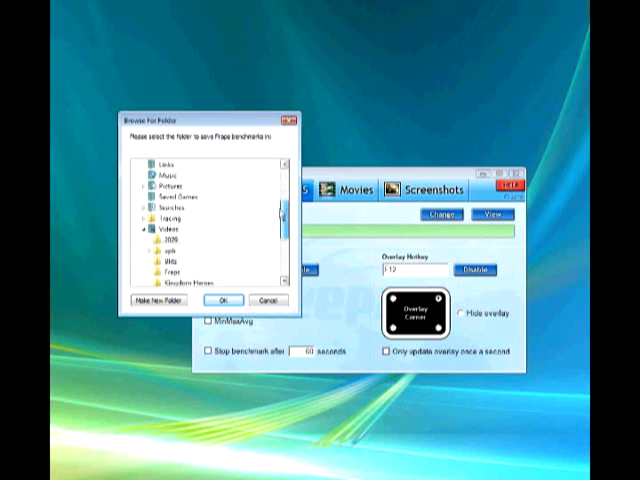 Browse For Folder
Please select the folder to save Fraps benchmarks in:
Links
Music
Pictures
Saved Games
Searches
Tracing
Videos
2029
Blitz
Fraps
Kingdom Heroes
Make New Folder
OK
Cancel
S
Movies
Screenshots
HELP
Change
View
Overlay Hotkey
F12
Disable
Overlay
Corner
Hide overlay
MinMaxAvg
Stop benchmark after 60 seconds
Only update overlay once a second